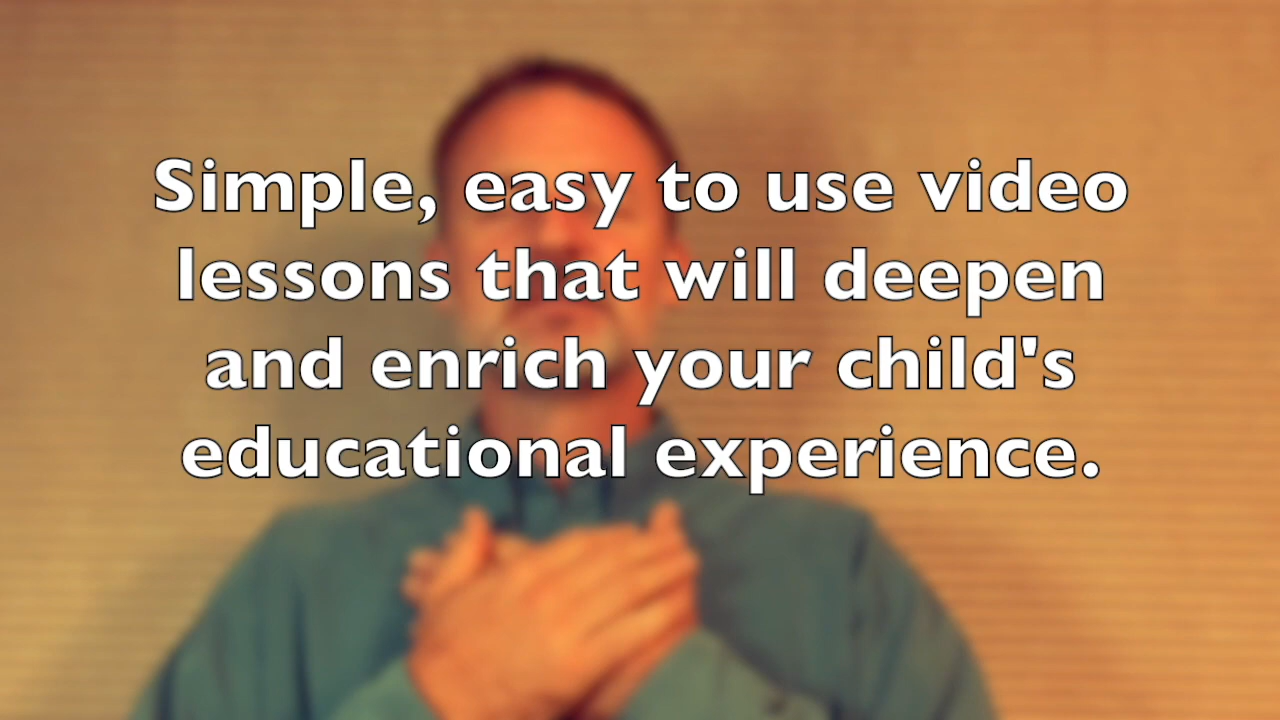 Simple, easy to use video
lessons that will deepen
and enrich your child's
educational experience.